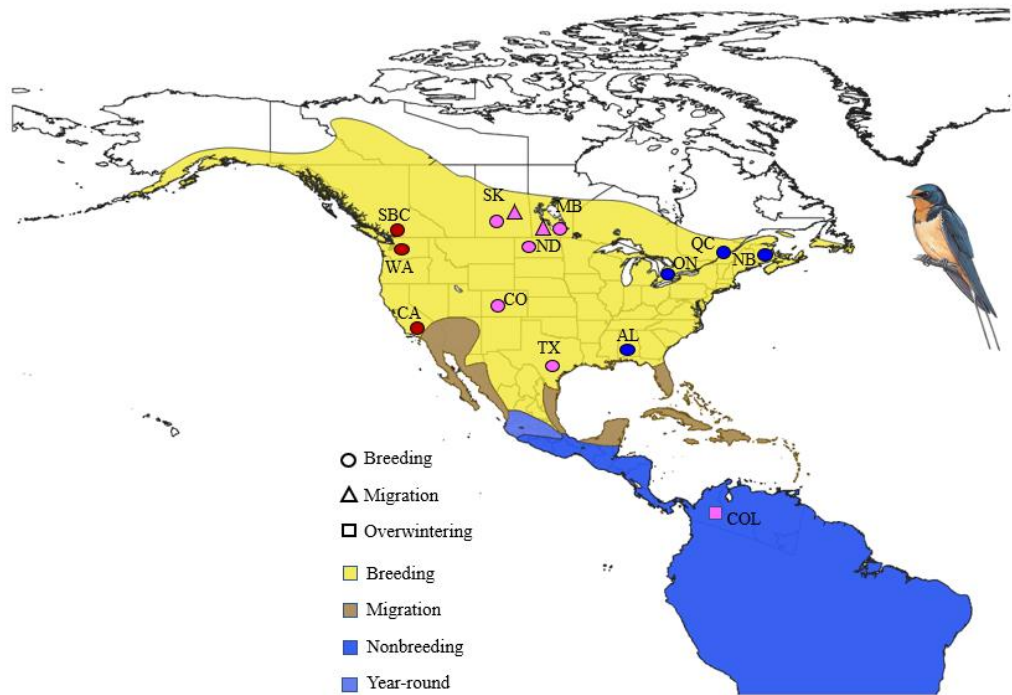 SK
MB
SBC
ND
WA
QC
NB
ON
CO
CA
AL
TX
Breeding
Migration
Overwintering
COL
Breeding
Migration
Nonbreeding
Year-round